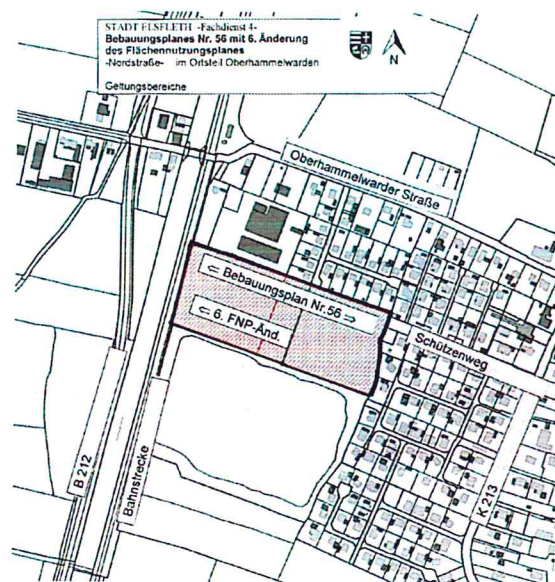 STADT ELSFLETH -Fachdienst 4-
Bebauungsplanes Nr. 56 mit 6. Änderung
des Flächennutzungsplanes
-Nordstraße- im Ortsteil Oberhammelwarden
Geltungsbereiche
N
Oberhammelwarder Straße
⇐ Bebauungsplan Nr.56 ⇒
⇐ 6. FNP-Änd.
Schützenweg
B 212
Bahnstrecke
K 213